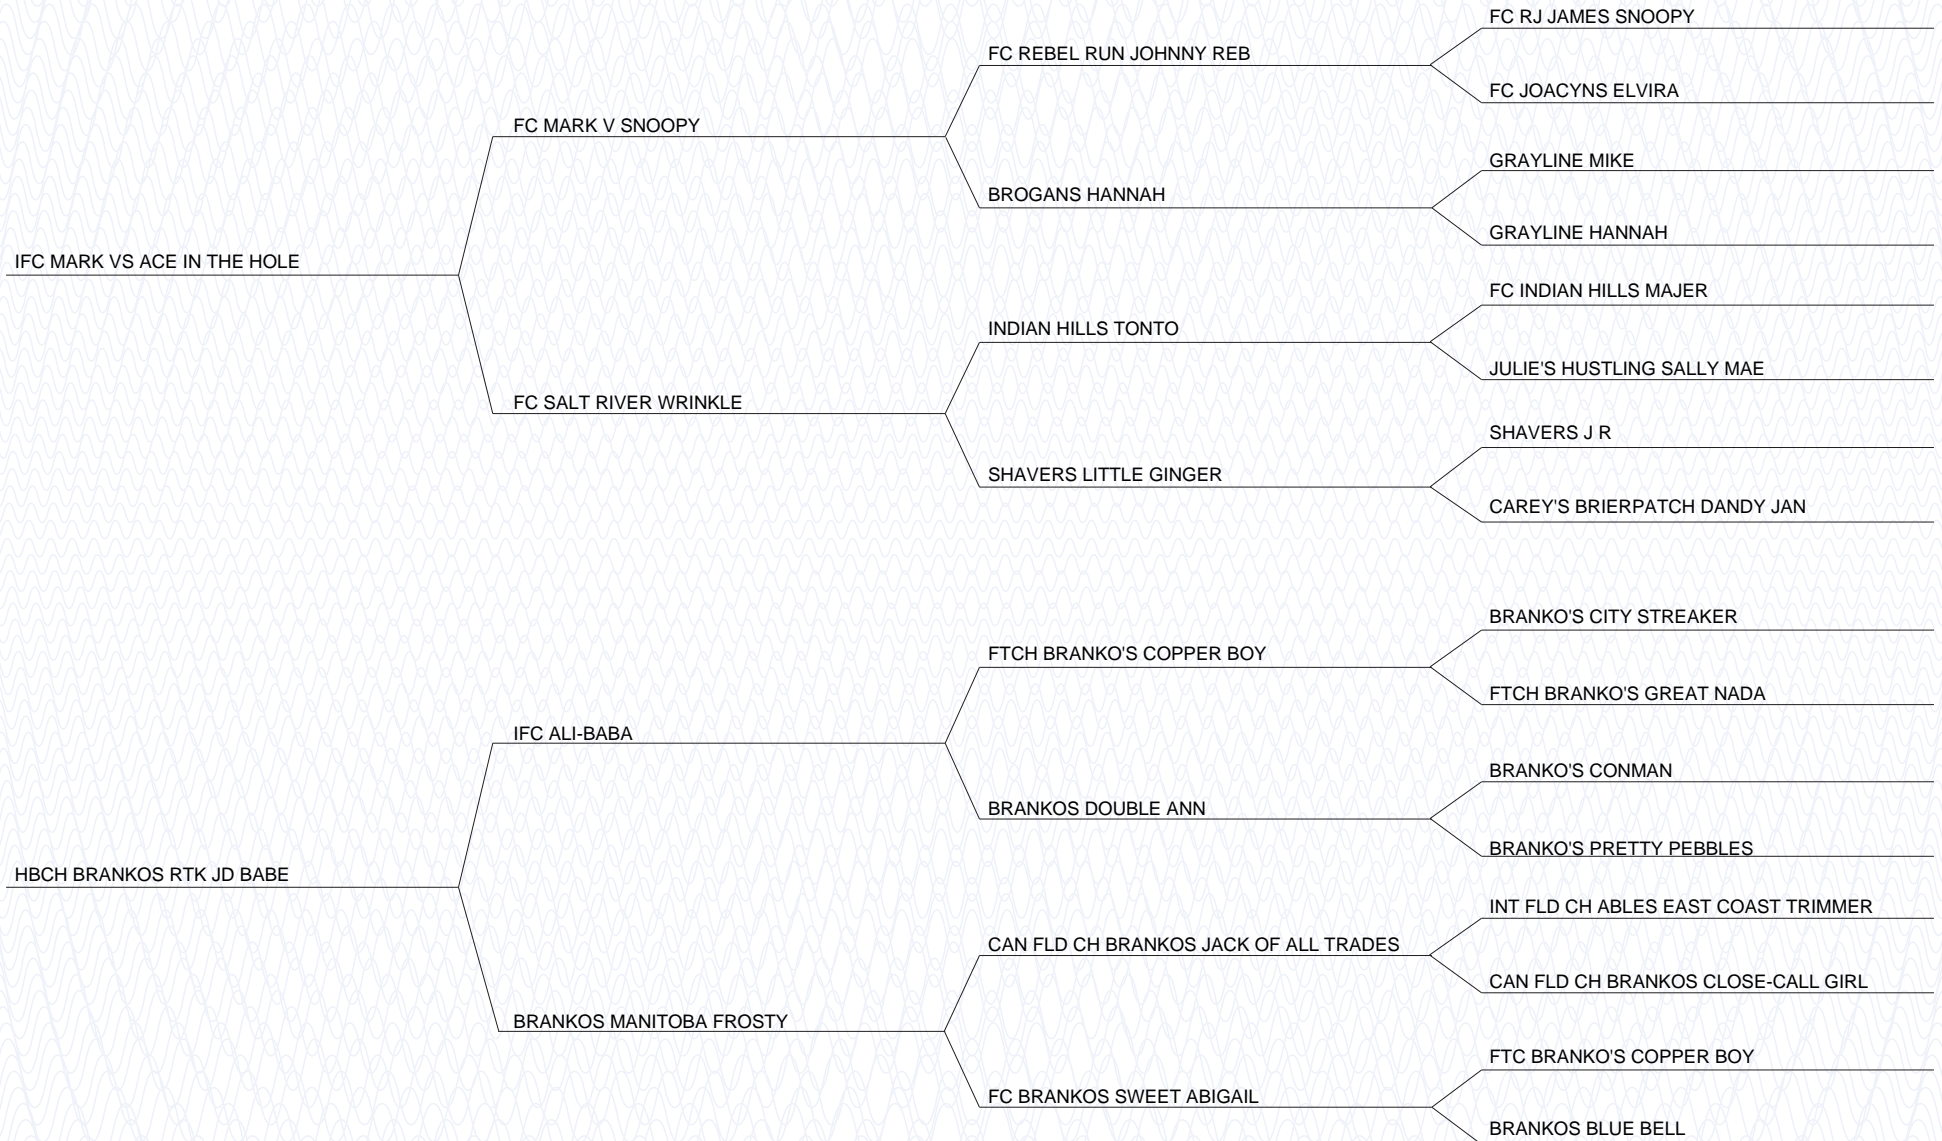 FC RJ JAMES SNOOPY
FC REBEL RUN JOHNNY REB
FC JOACYNS ELVIRA
FC MARK V SNOOPY
GRAYLINE MIKE
BROGANS HANNAH
GRAYLINE HANNAH
IFC MARK VS ACE IN THE HOLE
FC INDIAN HILLS MAJER
INDIAN HILLS TONTO
JULIE'S HUSTLING SALLY MAE
FC SALT RIVER WRINKLE
SHAVERS J R
SHAVERS LITTLE GINGER
CAREY'S BRIERPATCH DANDY JAN
BRANKO'S CITY STREAKER
FTCH BRANKO'S COPPER BOY
FTCH BRANKO'S GREAT NADA
IFC ALI-BABA
BRANKO'S CONMAN
BRANKOS DOUBLE ANN
BRANKO'S PRETTY PEBBLES
HBCH BRANKOS RTK JD BABE
INT FLD CH ABLES EAST COAST TRIMMER
CAN FLD CH BRANKOS JACK OF ALL TRADES
CAN FLD CH BRANKOS CLOSE-CALL GIRL
BRANKOS MANITOBA FROSTY
FTC BRANKO'S COPPER BOY
FC BRANKOS SWEET ABIGAIL
BRANKOS BLUE BELL